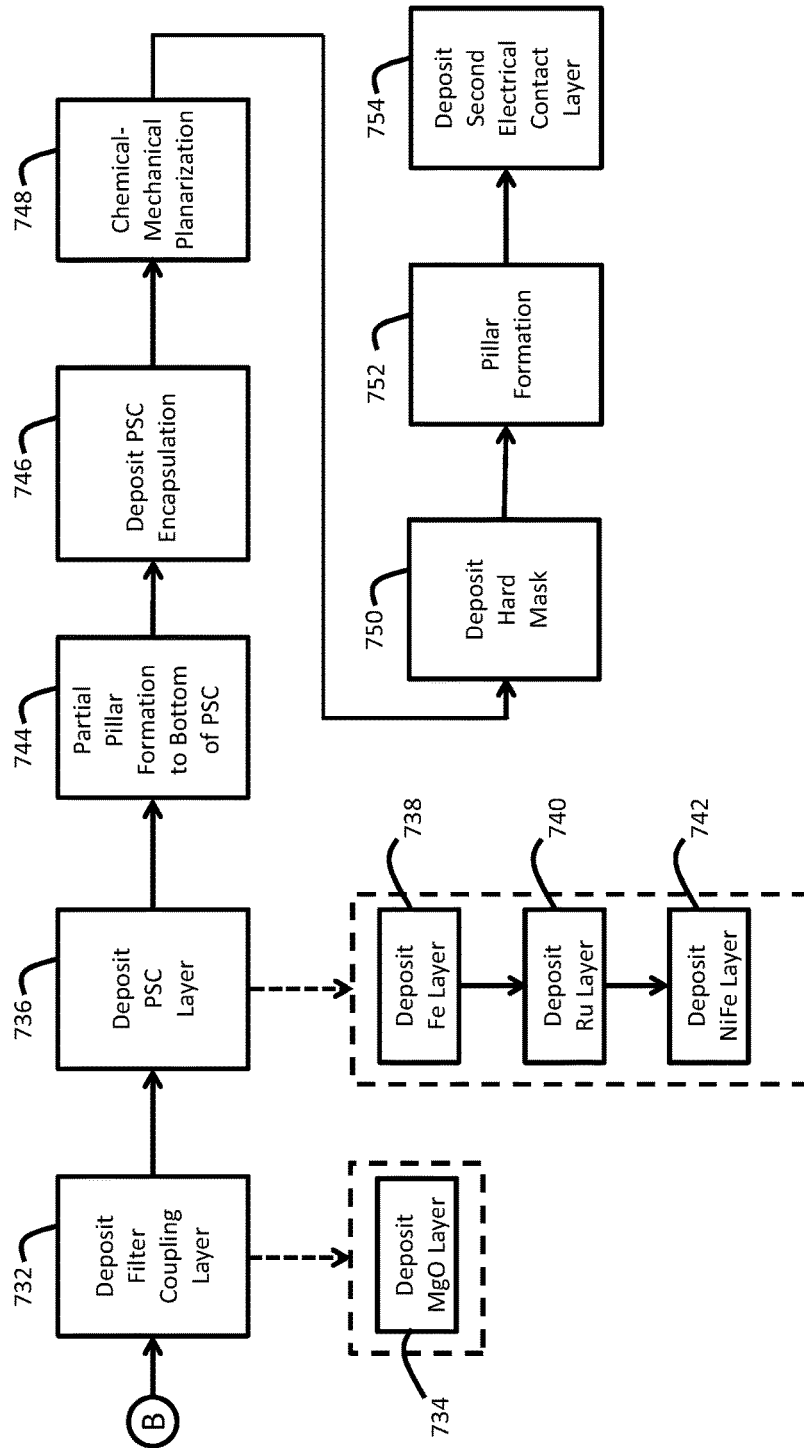 B
732
Deposit
Filter
Coupling
Layer
734
Deposit
MgO Layer
736
Deposit
PSC
Layer
738
Deposit
Fe Layer
740
Deposit
Ru Layer
742
Deposit
NiFe Layer
744
Partial
Pillar
Formation
to Bottom
of PSC
746
Deposit PSC
Encapsulation
748
Chemical-
Mechanical
Planarization
750
Deposit
Hard
Mask
752
Pillar
Formation
754
Deposit
Second
Electrical
Contact
Layer